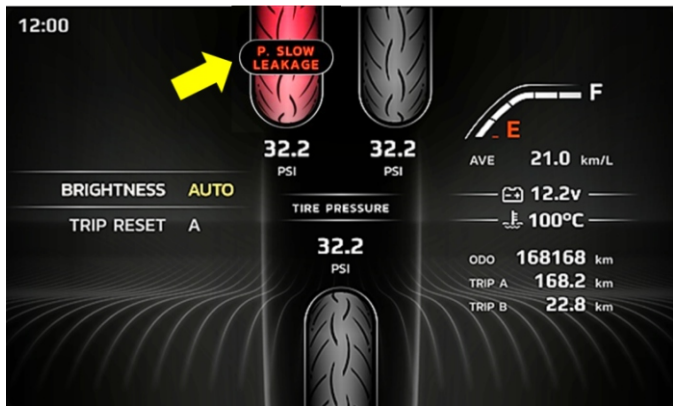 12:00
P. SLOW
LEAKAGE
32.2
PSI
32.2
PSI
BRIGHTNESS AUTO
TRIP RESET A
TIRE PRESSURE
32.2
PSI
F
E
AVE 21.0 km/L
12.2v
100°C
ODO 168168 km
TRIP A 168.2 km
TRIP B 22.8 km